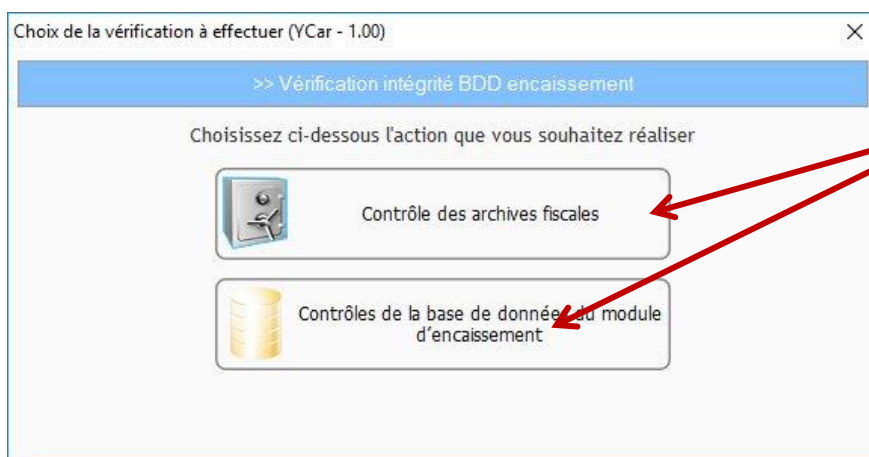 Choix de la vérification à effectuer (YCar - 1.00)
>> Vérification intégrité BDD encaissement
Choisissez ci-dessous l'action que vous souhaitez réaliser
Contrôle des archives fiscales
Contrôles de la base de données du module
d'encaissement